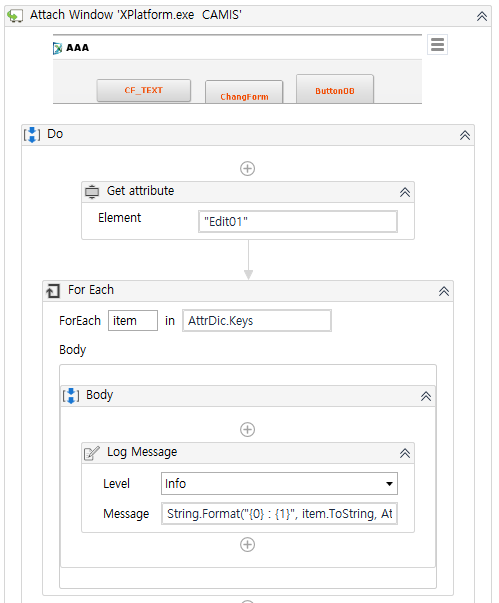 Attach Window 'XPlatform.exe  CAMIS'
AAA
CF_TEXT
ChangForm
ButtonOB
Do
Get attribute
Element
"Edit01"
For Each
ForEach item in AttrDic.Keys
Body
Body
Log Message
Level Info
Message String.Format("{0} : {1}", item.ToString, At